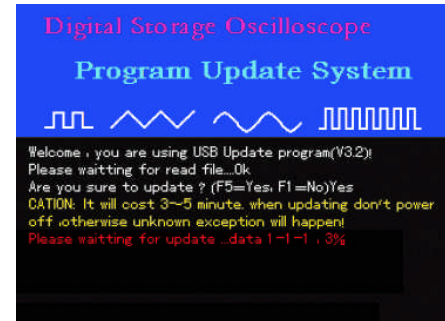 Digital Storage Oscilloscope
Program Update System
Welcome , you are using USB Update program(V3.2)!
Please waitting for read file....Ok
Are you sure to update ? (F5=Yes, F1=No)Yes
CATION: It will cost 3~5 minute. when updating don't power
off ,otherwise unknown exception will happen!
Please waitting for update ...data 1-1-1 , 3%